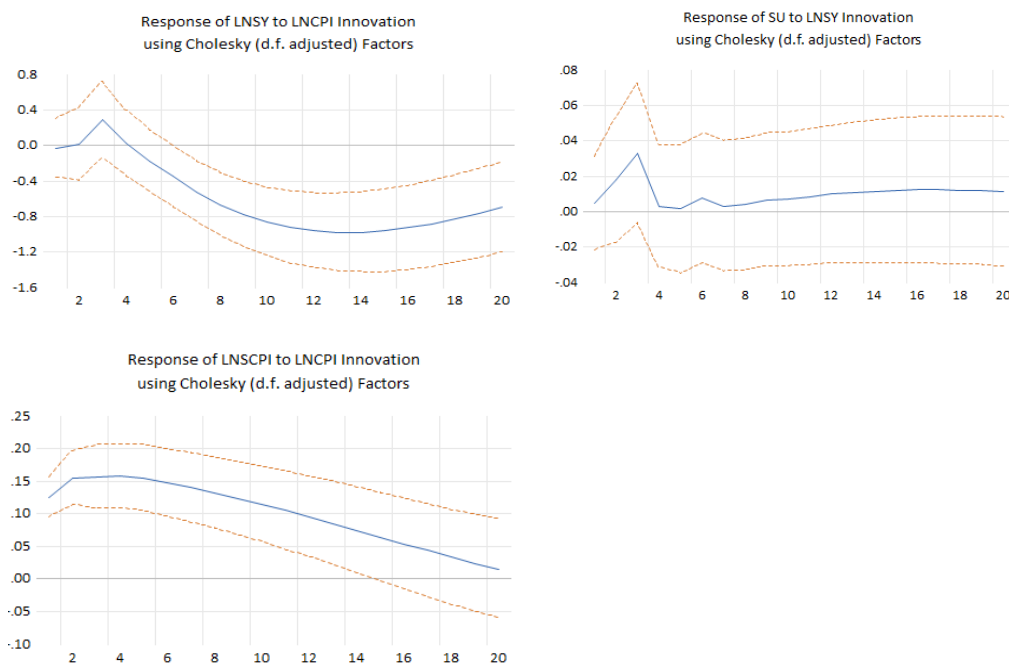 Response of LNSY to LNCPI Innovation
using Cholesky (d.f. adjusted) Factors
0.8
0.4
0.0
-0.4
-0.8
-1.2
-1.6
2 4 6 8 10 12 14 16 18 20
Response of SU to LNSY Innovation
using Cholesky (d.f. adjusted) Factors
.08
.06
.04
.02
.00
-.02
-.04
2 4 6 8 10 12 14 16 18 20
Response of LNSCPI to LNCPI Innovation
using Cholesky (d.f. adjusted) Factors
.25
.20
.15
.10
.05
.00
-.05
-.10
2 4 6 8 10 12 14 16 18 20